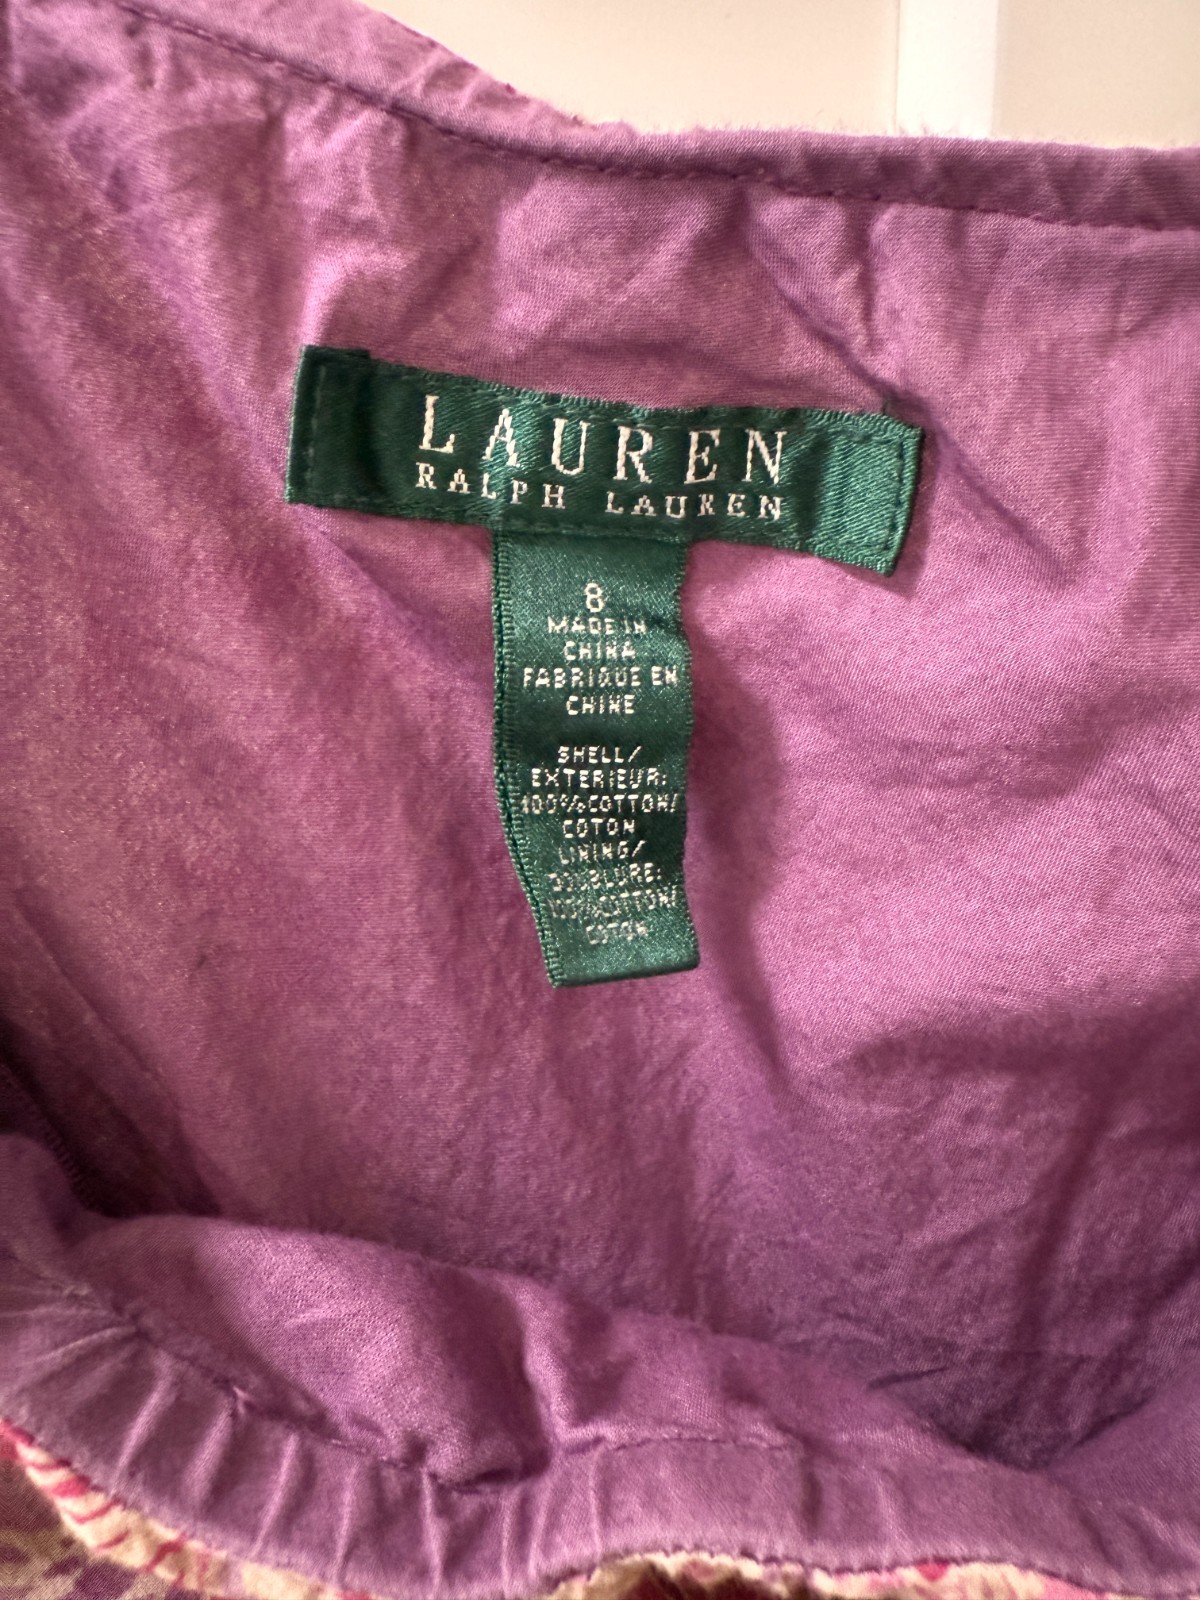 LAUREN
RALPH LAUREN
8
MADE IN
CHINA
FABRIQUE EN
CHINE
SHELL/
EXTERIEUR:
100%COTTON/
COTON
LINING/
DOUBLURE:
100%COTTON/
COTON